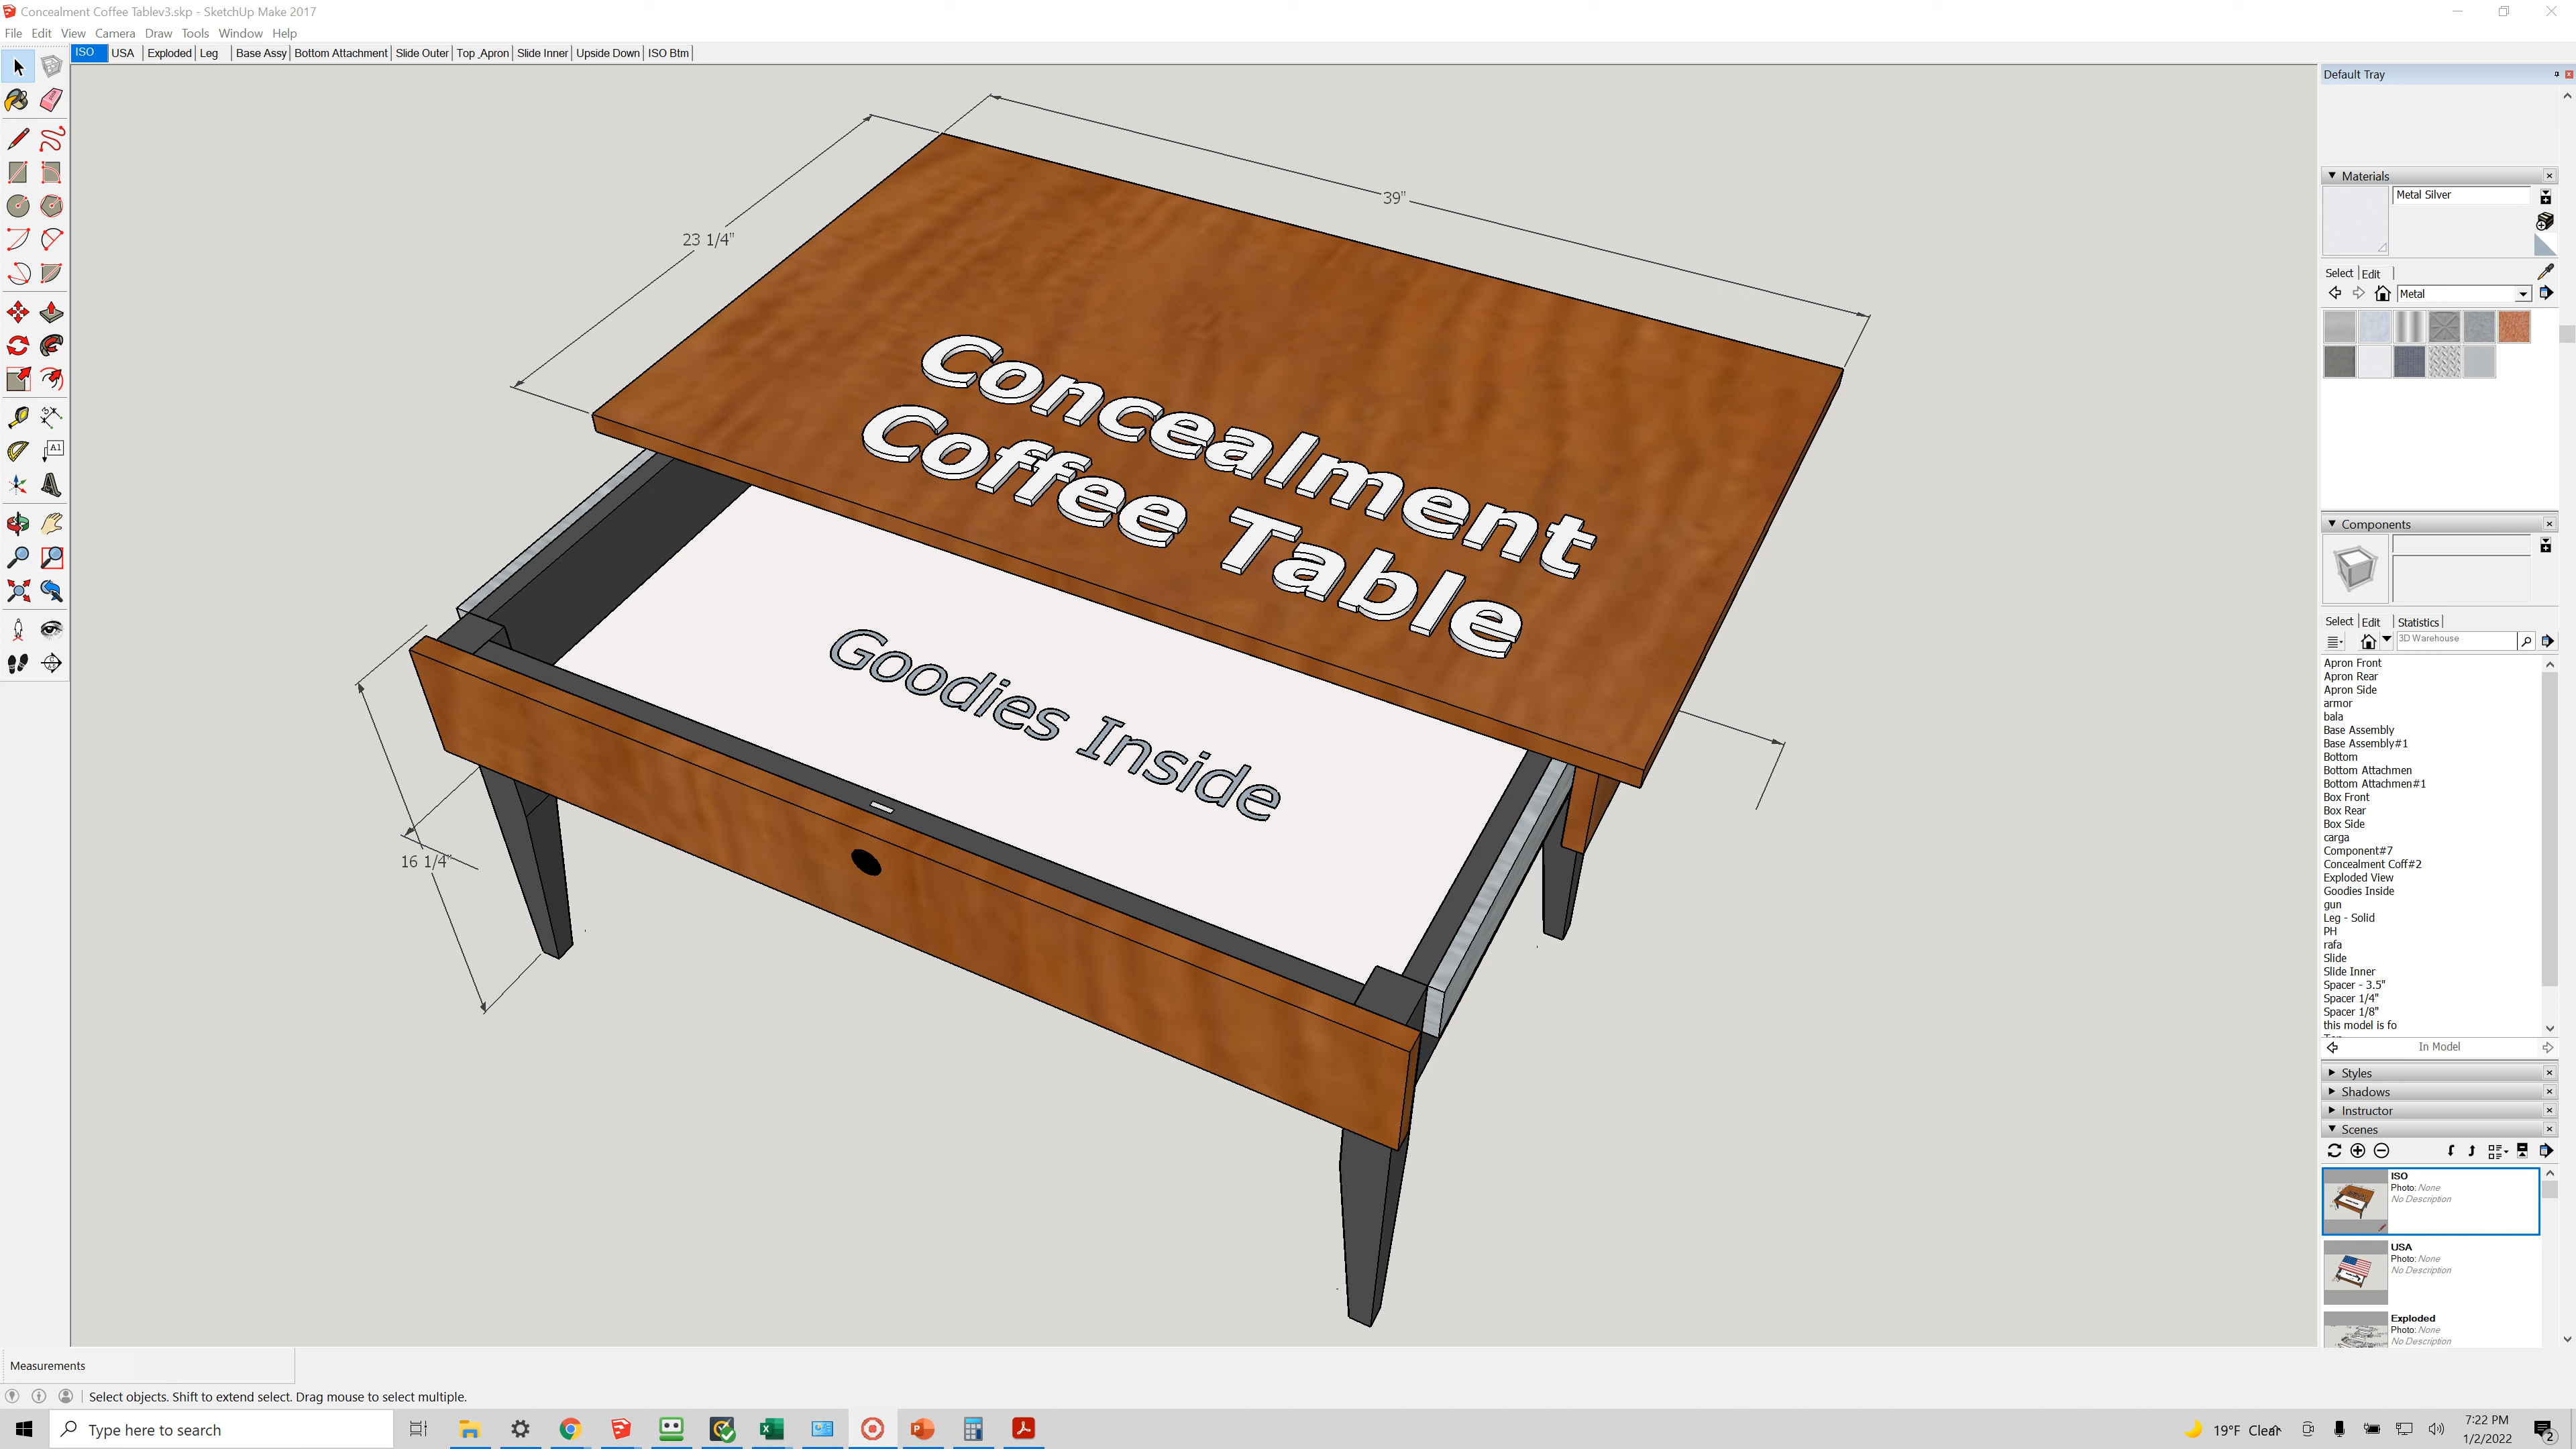 Concealment Coffee Tablev3.skp - SketchUp Make 2017
File Edit View Camera Draw Tools Window Help
ISO USA Exploded Leg Base Assy Bottom Attachment Slide Outer Top_Apron Slide Inner Upside Down ISO Btm
Default Tray
39"
23 1/4"
16 1/4"
Concealment
Coffee Table
Goodies Inside
A1
Materials
Metal Silver
Select Edit
Metal
Components
Select Edit Statistics
3D Warehouse
Apron Front
Apron Rear
Apron Side
armor
bala
Base Assembly
Base Assembly#1
Bottom
Bottom Attachmen
Bottom Attachmen#1
Box Front
Box Rear
Box Side
carga
Component#7
Concealment Coff#2
Exploded View
Goodies Inside
gun
Leg - Solid
PH
rafa
Slide
Slide Inner
Spacer - 3.5"
Spacer 1/4"
Spacer 1/8"
this model is fo
In Model
Styles
Shadows
Instructor
Scenes
ISO
Photo: None
No Description
USA
Photo: None
No Description
Exploded
Photo: None
No Description
Measurements
Select objects. Shift to extend select. Drag mouse to select multiple.
Type here to search
19°F Clear
7:22 PM
1/2/2022
2